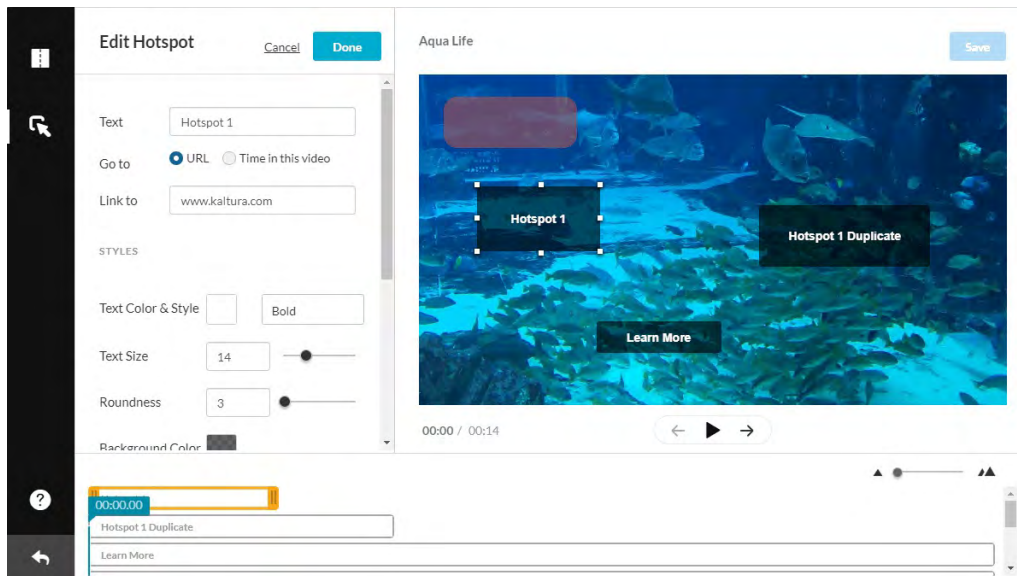 Edit Hotspot
Cancel
Done
Aqua Life
Save
Text
Hotspot 1
Go to
URL
Time in this video
Link to
www.kaltura.com
STYLES
Text Color & Style
Bold
Text Size
14
Roundness
3
Background Color
Hotspot 1
Hotspot 1 Duplicate
Learn More
00:00 / 00:14
?
00:00.00
Hotspot 1 Duplicate
Learn More